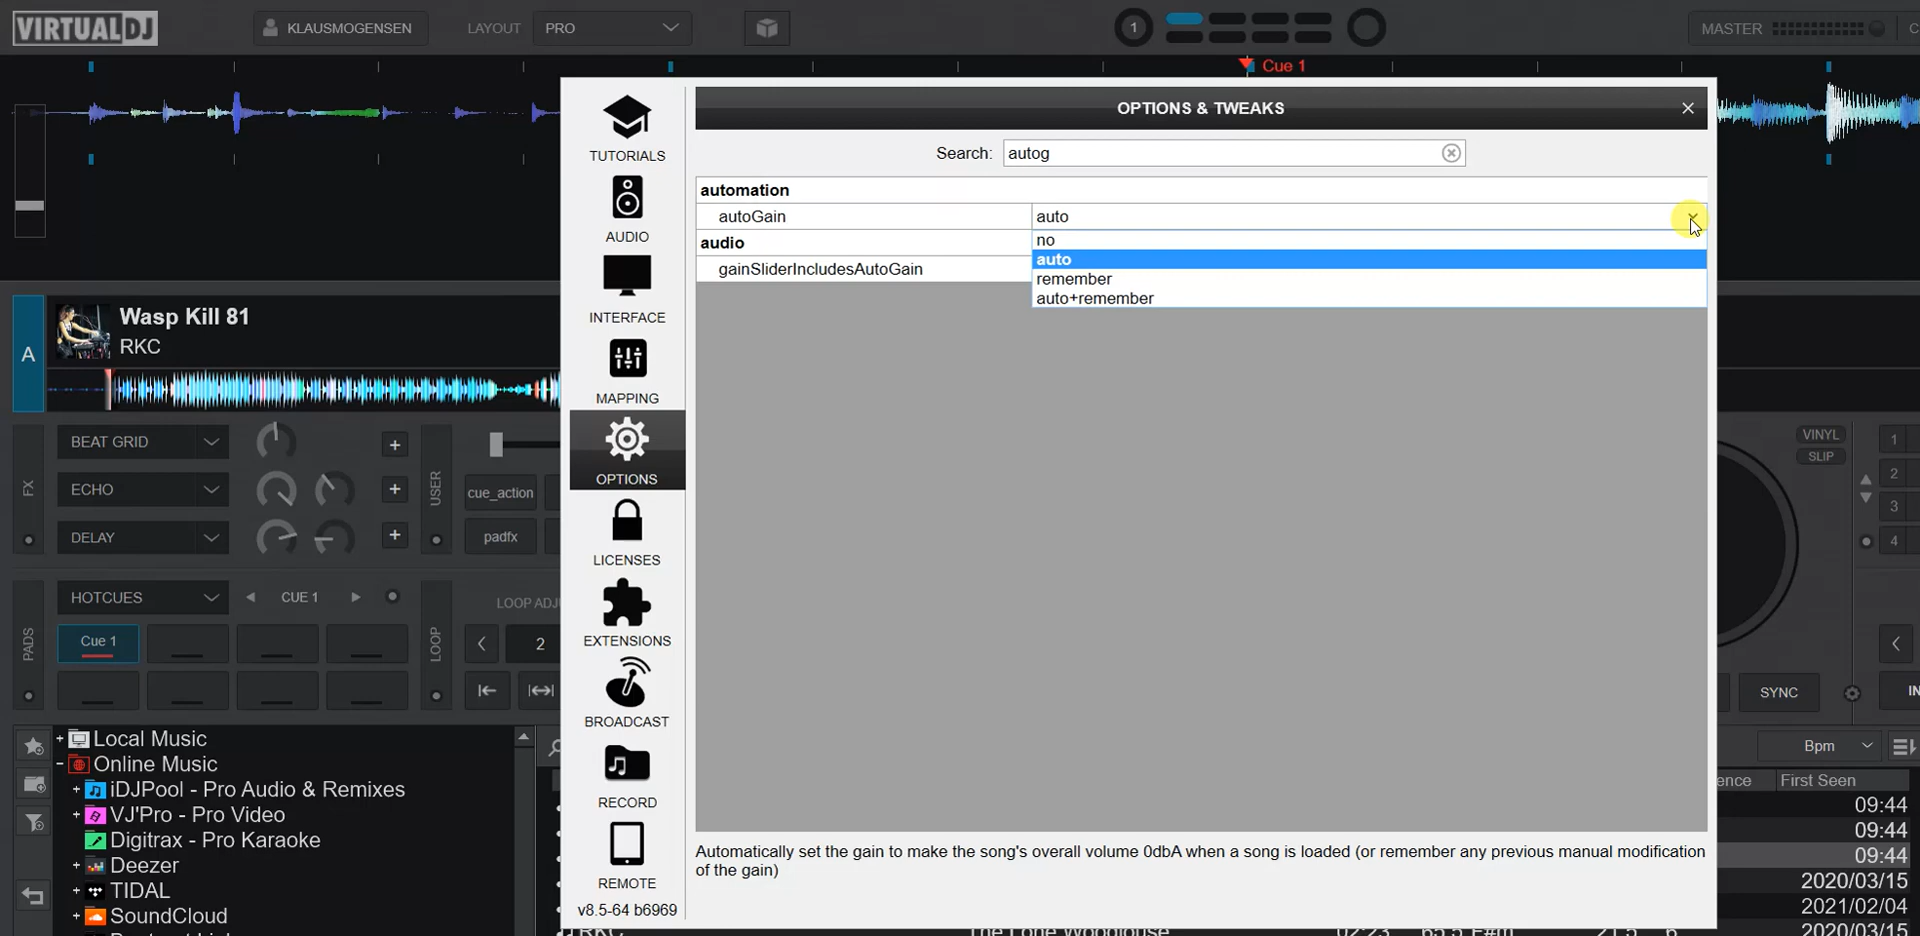 VIRTUALDJ
KLAUSMOGENSEN
LAYOUT
PRO
1
MASTER
Cue 1
OPTIONS & TWEAKS
Search:
autog
automation
autoGain
auto
audio
gainSliderIncludesAutoGain
no
auto
remember
auto+remember
Automatically set the gain to make the song's overall volume 0dbA when a song is loaded (or remember any previous manual modification
of the gain)
TUTORIALS
AUDIO
INTERFACE
MAPPING
OPTIONS
LICENSES
EXTENSIONS
BROADCAST
RECORD
REMOTE
v8.5-64 b6969
A
Wasp Kill 81
RKC
FX
BEAT GRID
ECHO
DELAY
USER
cue_action
padfx
PADS
HOTCUES
CUE 1
Cue 1
LOOP
2
VINYL
SLIP
1
2
3
4
SYNC
Local Music
Online Music
iDJPool - Pro Audio & Remixes
VJ'Pro - Pro Video
Digitrax - Pro Karaoke
Deezer
TIDAL
SoundCloud
Bpm
First Seen
09:44
09:44
09:44
2020/03/15
2021/02/04
2020/03/15